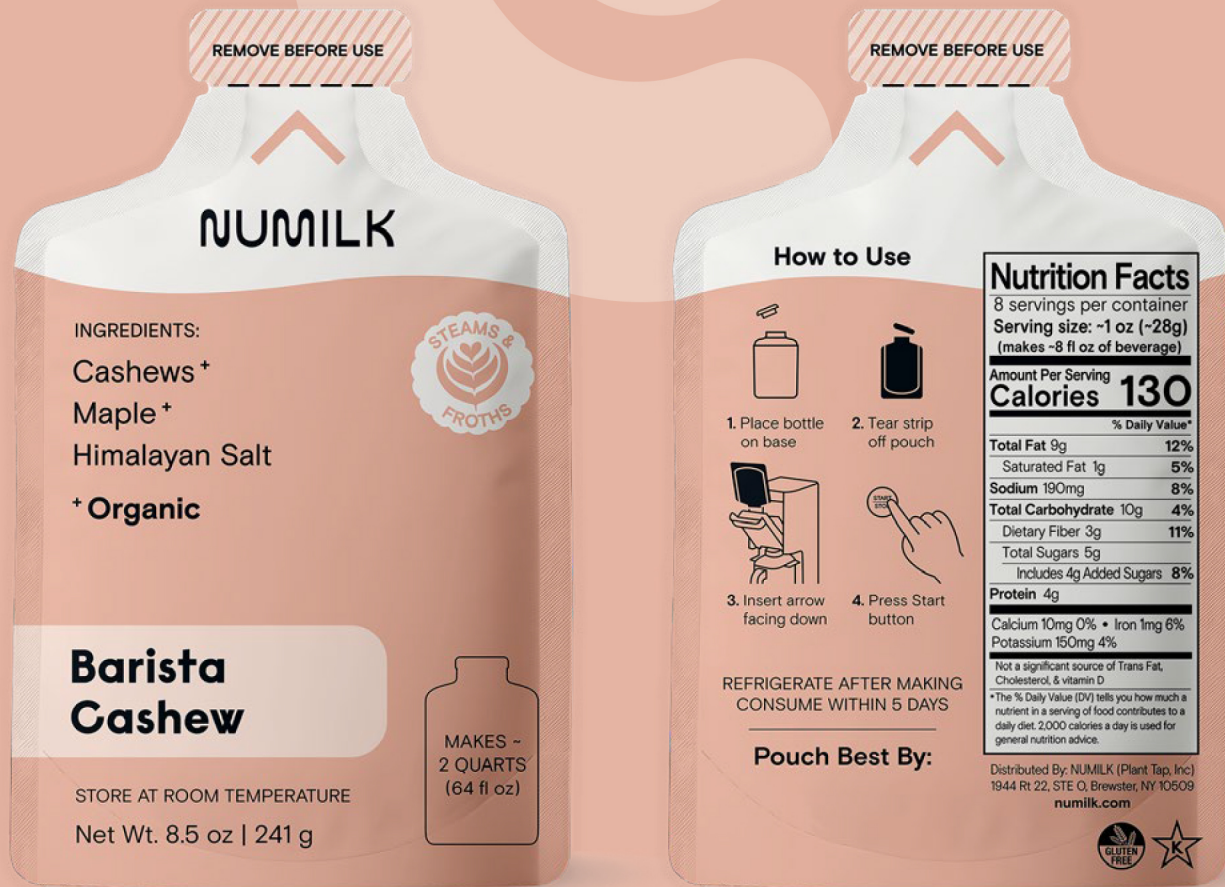 REMOVE BEFORE USE
NUMILK
INGREDIENTS:
Cashews+
Maple+
Himalayan Salt
+ Organic
STEAMS &
FROTHS
Barista
Cashew
MAKES ~
2 QUARTS
(64 fl oz)
STORE AT ROOM TEMPERATURE
Net Wt. 8.5 oz | 241 g
REMOVE BEFORE USE
How to Use
1. Place bottle
on base
2. Tear strip
off pouch
START
STOP
3. Insert arrow
facing down
4. Press Start
button
REFRIGERATE AFTER MAKING
CONSUME WITHIN 5 DAYS
Pouch Best By:
Nutrition Facts
8 servings per container
Serving size: ~1 oz (~28g)
(makes ~8 fl oz of beverage)
Amount Per Serving
Calories 130
% Daily Value*
Total Fat 9g 12%
Saturated Fat 1g 5%
Sodium 190mg 8%
Total Carbohydrate 10g 4%
Dietary Fiber 3g 11%
Total Sugars 5g
Includes 4g Added Sugars 8%
Protein 4g
Calcium 10mg 0% • Iron 1mg 6%
Potassium 150mg 4%
Not a significant source of Trans Fat,
Cholesterol, & vitamin D
*The % Daily Value (DV) tells you how much a
nutrient in a serving of food contributes to a
daily diet. 2,000 calories a day is used for
general nutrition advice.
Distributed By: NUMILK (Plant Tap, Inc)
1944 Rt 22, STE O, Brewster, NY 10509
numilk.com
GLUTEN
FREE
K